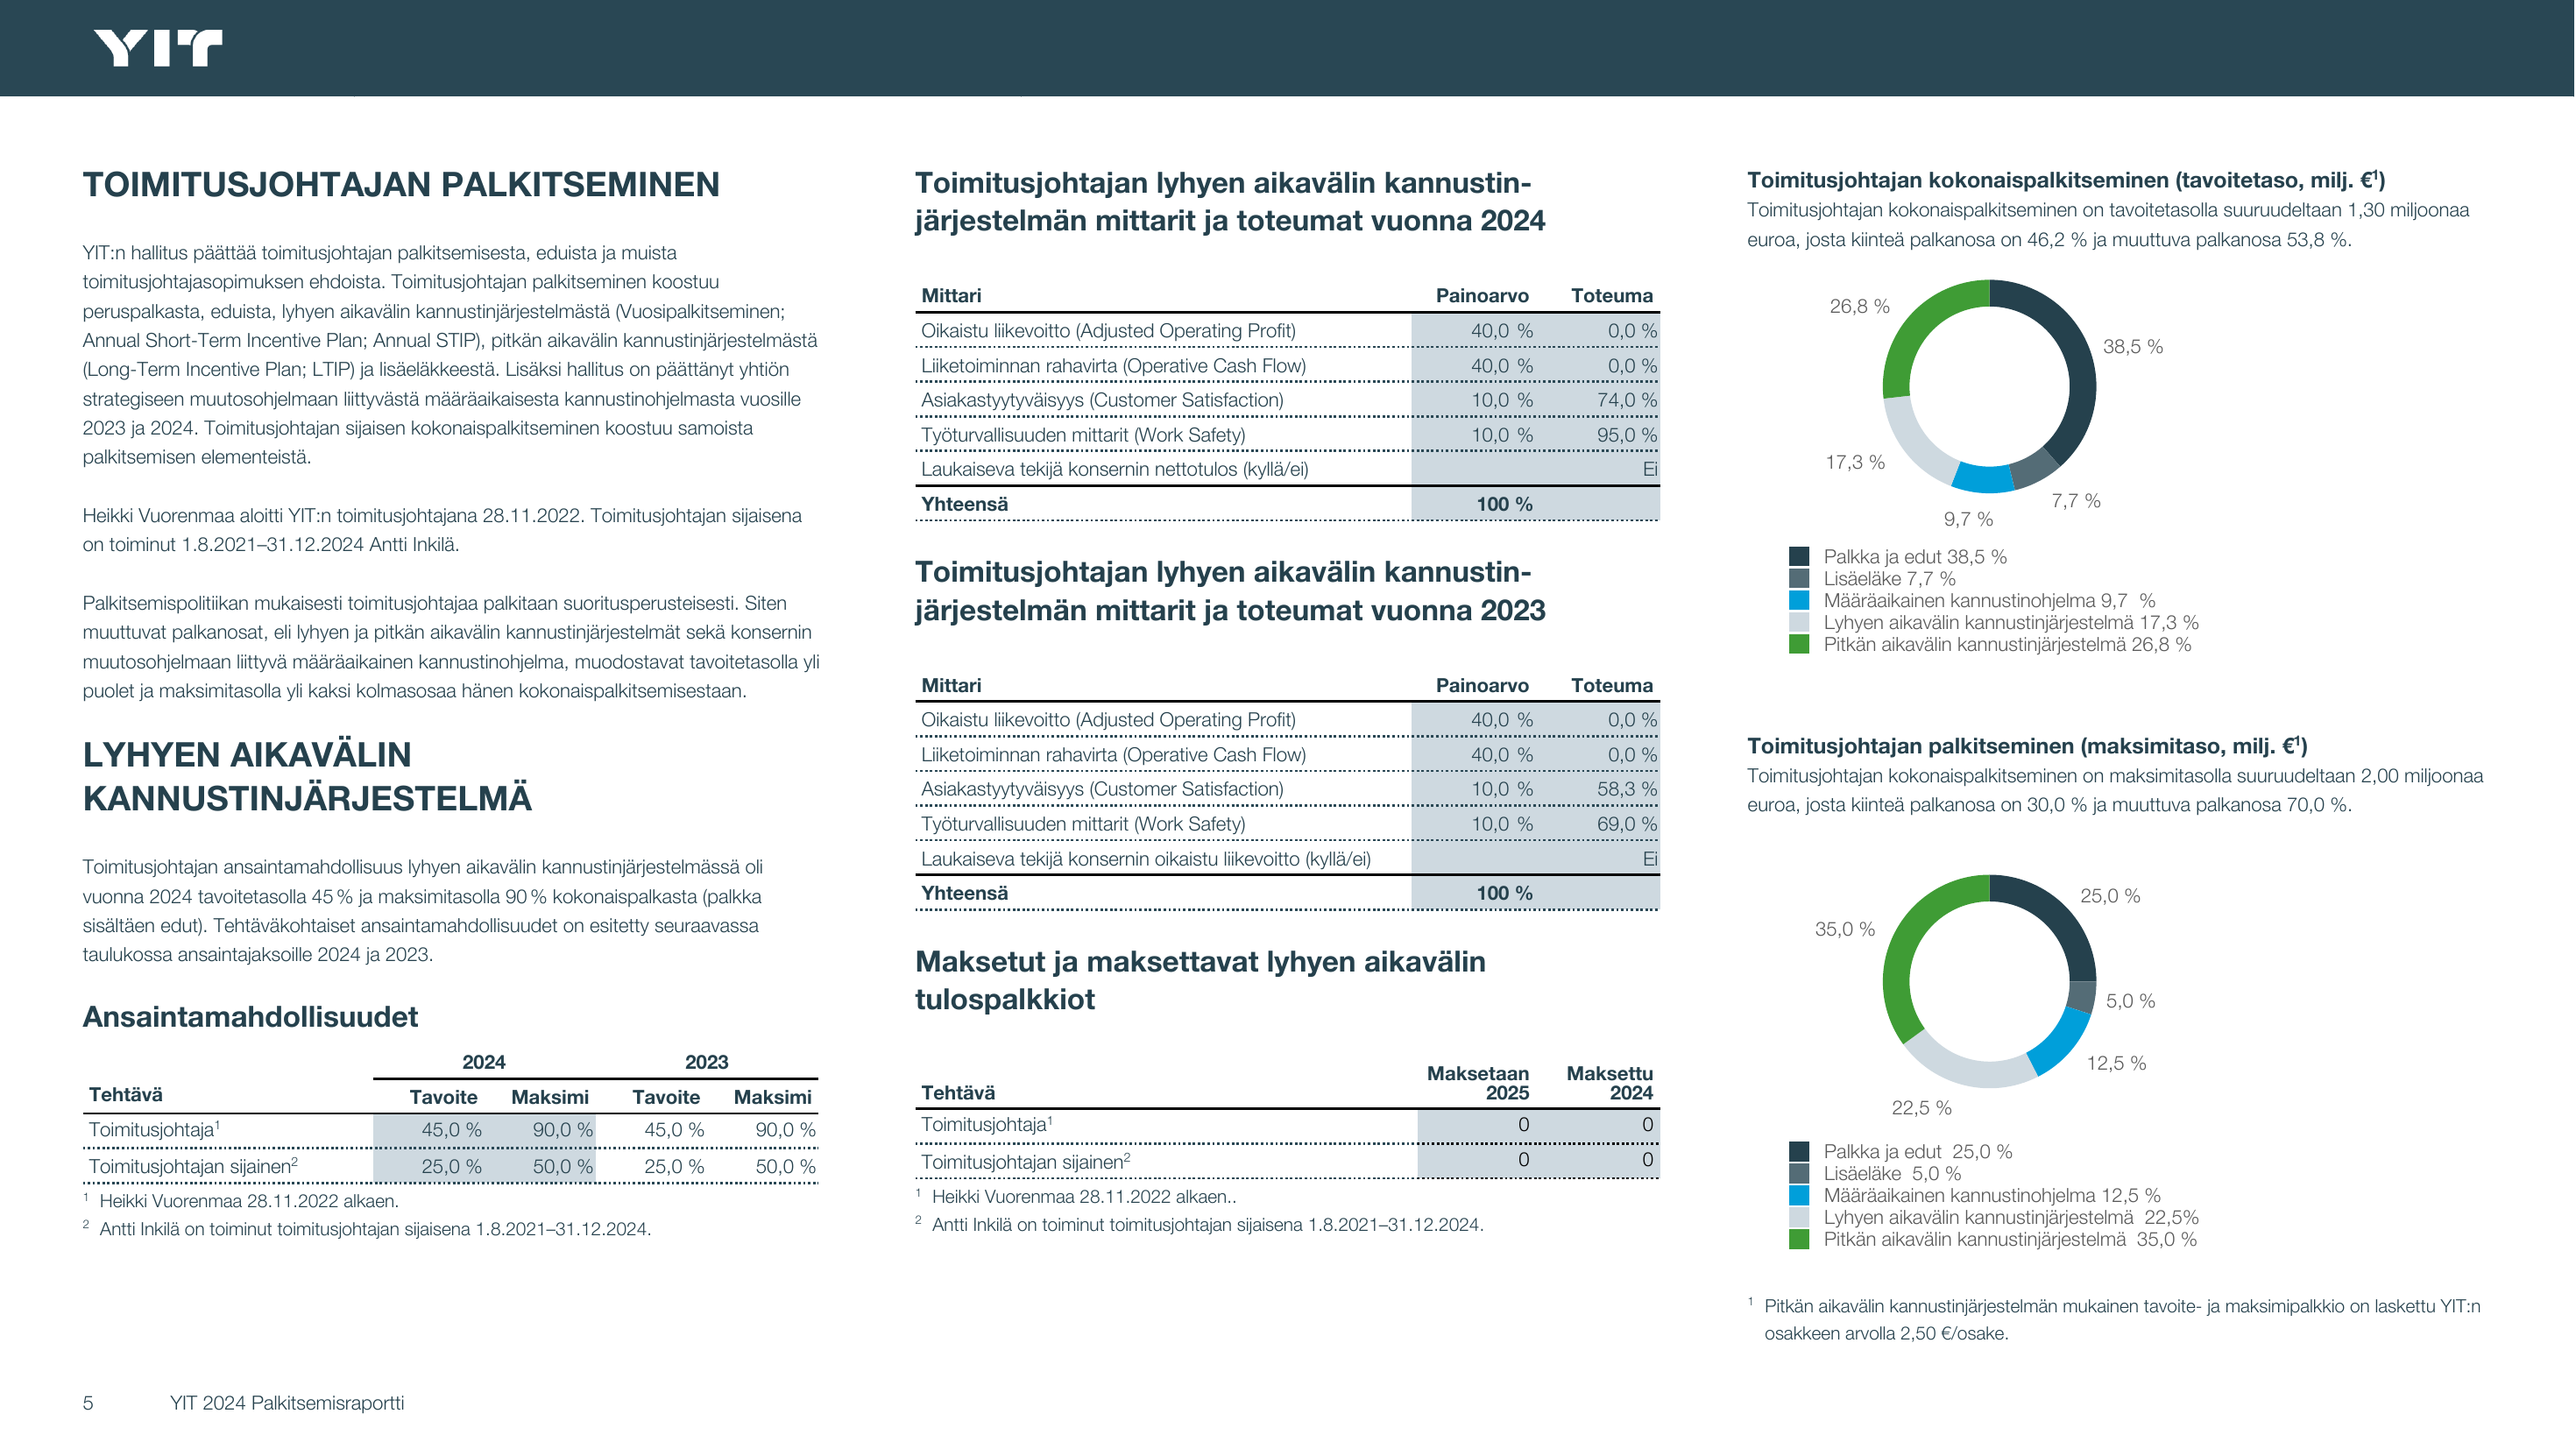 YIT
TOIMITUSJOHTAJAN PALKITSEMINEN
YIT:n hallitus päättää toimitusjohtajan palkitsemisesta, eduista ja muista
toimitusjohtajasopimuksen ehdoista. Toimitusjohtajan palkitseminen koostuu
peruspalkasta, eduista, lyhyen aikavälin kannustinjärjestelmästä (Vuosipalkitseminen;
Annual Short-Term Incentive Plan; Annual STIP), pitkän aikavälin kannustinjärjestelmästä
(Long-Term Incentive Plan; LTIP) ja lisäeläkkeestä. Lisäksi hallitus on päättänyt yhtiön
strategiseen muutosohjelmaan liittyvästä määräaikaisesta kannustinohjelmasta vuosille
2023 ja 2024. Toimitusjohtajan sijaisen kokonaispalkitseminen koostuu samoista
palkitsemisen elementeistä.
Heikki Vuorenmaa aloitti YIT:n toimitusjohtajana 28.11.2022. Toimitusjohtajan sijaisena
on toiminut 1.8.2021–31.12.2024 Antti Inkilä.
Palkitsemispolitiikan mukaisesti toimitusjohtajaa palkitaan suoritusperusteisesti. Siten
muuttuvat palkanosat, eli lyhyen ja pitkän aikavälin kannustinjärjestelmät sekä konsernin
muutosohjelmaan liittyvä määräaikainen kannustinohjelma, muodostavat tavoitetasolla yli
puolet ja maksimitasolla yli kaksi kolmasosaa hänen kokonaispalkitsemisestaan.
LYHYEN AIKAVÄLIN
KANNUSTINJÄRJESTELMÄ
Toimitusjohtajan ansaintamahdollisuus lyhyen aikavälin kannustinjärjestelmässä oli
vuonna 2024 tavoitetasolla 45 % ja maksimitasolla 90 % kokonaispalkasta (palkka
sisältäen edut). Tehtäväkohtaiset ansaintamahdollisuudet on esitetty seuraavassa
taulukossa ansaintajaksoille 2024 ja 2023.
Ansaintamahdollisuudet
2024 2023
Tehtävä Tavoite Maksimi Tavoite Maksimi
Toimitusjohtaja¹ 45,0 % 90,0 % 45,0 % 90,0 %
Toimitusjohtajan sijainen² 25,0 % 50,0 % 25,0 % 50,0 %
¹ Heikki Vuorenmaa 28.11.2022 alkaen.
² Antti Inkilä on toiminut toimitusjohtajan sijaisena 1.8.2021–31.12.2024.
Toimitusjohtajan lyhyen aikavälin kannustin-
järjestelmän mittarit ja toteumat vuonna 2024
Mittari Painoarvo Toteuma
Oikaistu liikevoitto (Adjusted Operating Profit) 40,0 % 0,0 %
Liiketoiminnan rahavirta (Operative Cash Flow) 40,0 % 0,0 %
Asiakastyytyväisyys (Customer Satisfaction) 10,0 % 74,0 %
Työturvallisuuden mittarit (Work Safety) 10,0 % 95,0 %
Laukaiseva tekijä konsernin nettotulos (kyllä/ei) Ei
Yhteensä 100 %
Toimitusjohtajan lyhyen aikavälin kannustin-
järjestelmän mittarit ja toteumat vuonna 2023
Mittari Painoarvo Toteuma
Oikaistu liikevoitto (Adjusted Operating Profit) 40,0 % 0,0 %
Liiketoiminnan rahavirta (Operative Cash Flow) 40,0 % 0,0 %
Asiakastyytyväisyys (Customer Satisfaction) 10,0 % 58,3 %
Työturvallisuuden mittarit (Work Safety) 10,0 % 69,0 %
Laukaiseva tekijä konsernin oikaistu liikevoitto (kyllä/ei) Ei
Yhteensä 100 %
Maksetut ja maksettavat lyhyen aikavälin
tulospalkkiot
Maksetaan Maksettu
Tehtävä 2025 2024
Toimitusjohtaja¹ 0 0
Toimitusjohtajan sijainen² 0 0
¹ Heikki Vuorenmaa 28.11.2022 alkaen..
² Antti Inkilä on toiminut toimitusjohtajan sijaisena 1.8.2021–31.12.2024.
Toimitusjohtajan kokonaispalkitseminen (tavoitetaso, milj. €¹)
Toimitusjohtajan kokonaispalkitseminen on tavoitetasolla suuruudeltaan 1,30 miljoonaa
euroa, josta kiinteä palkanosa on 46,2 % ja muuttuva palkanosa 53,8 %.
26,8 %
38,5 %
17,3 %
7,7 %
9,7 %
Palkka ja edut 38,5 %
Lisäeläke 7,7 %
Määräaikainen kannustinohjelma 9,7 %
Lyhyen aikavälin kannustinjärjestelmä 17,3 %
Pitkän aikavälin kannustinjärjestelmä 26,8 %
Toimitusjohtajan palkitseminen (maksimitaso, milj. €¹)
Toimitusjohtajan kokonaispalkitseminen on maksimitasolla suuruudeltaan 2,00 miljoonaa
euroa, josta kiinteä palkanosa on 30,0 % ja muuttuva palkanosa 70,0 %.
25,0 %
35,0 %
5,0 %
12,5 %
22,5 %
Palkka ja edut 25,0 %
Lisäeläke 5,0 %
Määräaikainen kannustinohjelma 12,5 %
Lyhyen aikavälin kannustinjärjestelmä 22,5%
Pitkän aikavälin kannustinjärjestelmä 35,0 %
¹ Pitkän aikavälin kannustinjärjestelmän mukainen tavoite- ja maksimipalkkio on laskettu YIT:n
osakkeen arvolla 2,50 €/osake.
5 YIT 2024 Palkitsemisraportti